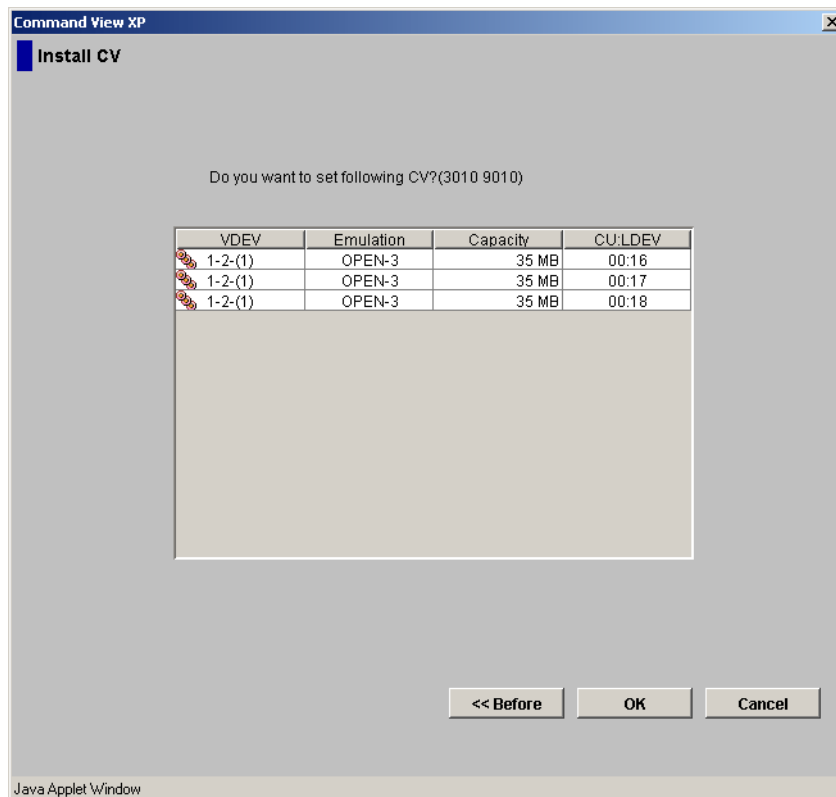 Command View XP
Install CV
Do you want to set following CV?(3010 9010)
VDEV Emulation Capacity CU:LDEV
1-2-(1) OPEN-3 35 MB 00:16
1-2-(1) OPEN-3 35 MB 00:17
1-2-(1) OPEN-3 35 MB 00:18
<< Before OK Cancel
Java Applet Window